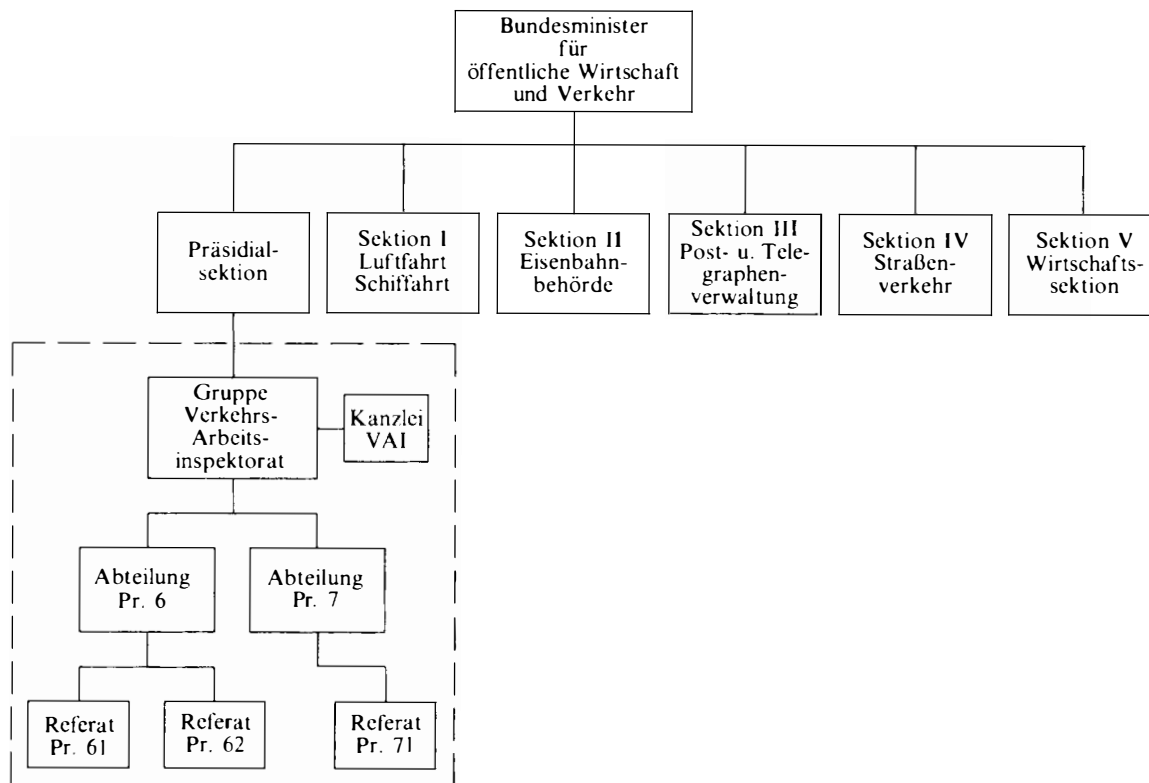 Bundesminister
für
öffentliche Wirtschaft
und Verkehr
Präsidial-
sektion
Sektion I
Luftfahrt
Schiffahrt
Sektion II
Eisenbahn-
behörde
Sektion III
Post- u. Tele-
graphen-
verwaltung
Sektion IV
Straßen-
verkehr
Sektion V
Wirtschafts-
sektion
Gruppe
Verkehrs-
Arbeits-
inspektorat
Kanzlei
VAI
Abteilung
Pr. 6
Abteilung
Pr. 7
Referat
Pr. 61
Referat
Pr. 62
Referat
Pr. 71